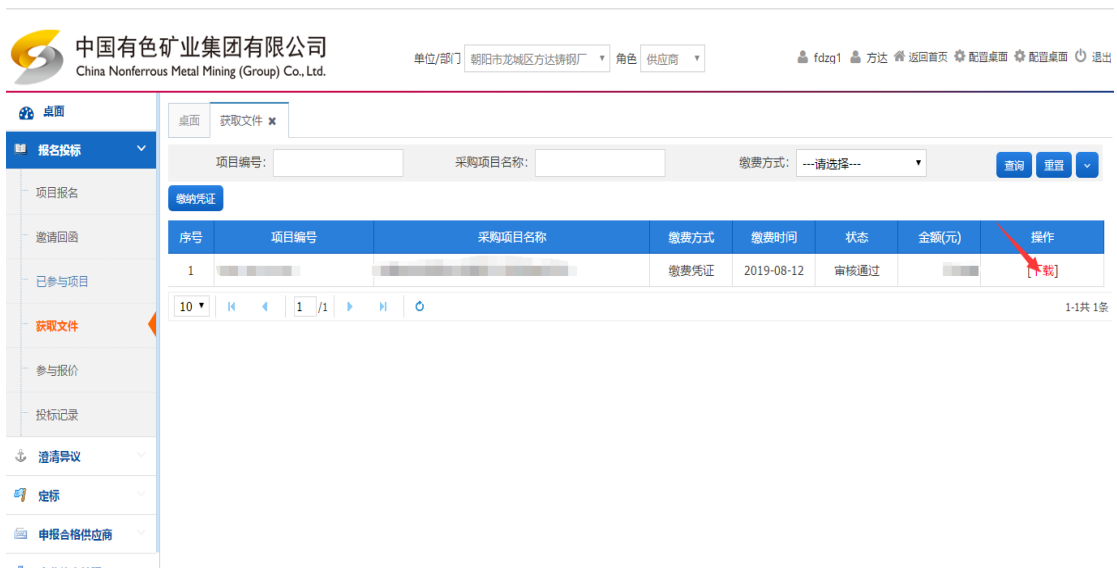 中国有色矿业集团有限公司
China Nonferrous Metal Mining (Group) Co., Ltd.
单位/部门 朝阳市龙城区方达铸钢厂 角色 供应商 fdzg1 方达 返回首页 配置桌面 配置桌面 退出
桌面
报名投标
项目报名
邀请回函
已参与项目
获取文件
参与报价
投标记录
澄清异议
定标
申报合格供应商
桌面 获取文件 ×
项目编号： 采购项目名称： 缴费方式： ---请选择--- 查询 重置
缴纳凭证
序号 项目编号 采购项目名称 缴费方式 缴费时间 状态 金额(元) 操作
1 缴费凭证 2019-08-12 审核通过 [下载]
10 1 /1 1-1共 1条